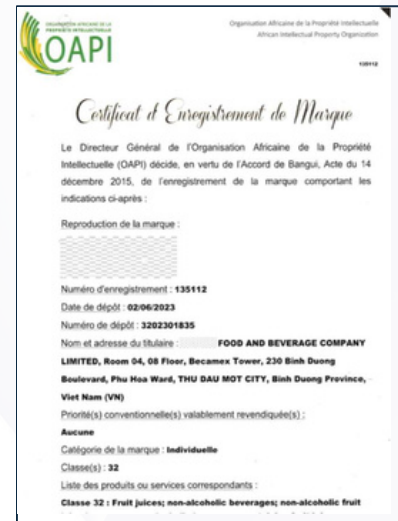 ORGANISATION AFRICAINE DE LA
PROPRIÉTÉ INTELLECTUELLE
OAPI
Organisation Africaine de la Propriété Intellectuelle
African Intellectual Property Organization
135112
Certificat d'Enregistrement de Marque
Le Directeur Général de l'Organisation Africaine de la Propriété
Intellectuelle (OAPI) décide, en vertu de l'Accord de Bangui, Acte du 14
décembre 2015, de l'enregistrement de la marque comportant les
indications ci-après :
Reproduction de la marque :
Numéro d'enregistrement : 135112
Date de dépôt : 02/06/2023
Numéro de dépôt : 3202301835
Nom et adresse du titulaire : FOOD AND BEVERAGE COMPANY
LIMITED, Room 04, 08 Floor, Becamex Tower, 230 Binh Duong
Boulevard, Phu Hoa Ward, THU DAU MOT CITY, Binh Duong Province,
Viet Nam (VN)
Priorité(s) conventionnelle(s) valablement revendiquée(s) :
Aucune
Catégorie de la marque : Individuelle
Classe(s) : 32
Liste des produits ou services correspondants :
Classe 32 : Fruit juices; non-alcoholic beverages; non-alcoholic fruit